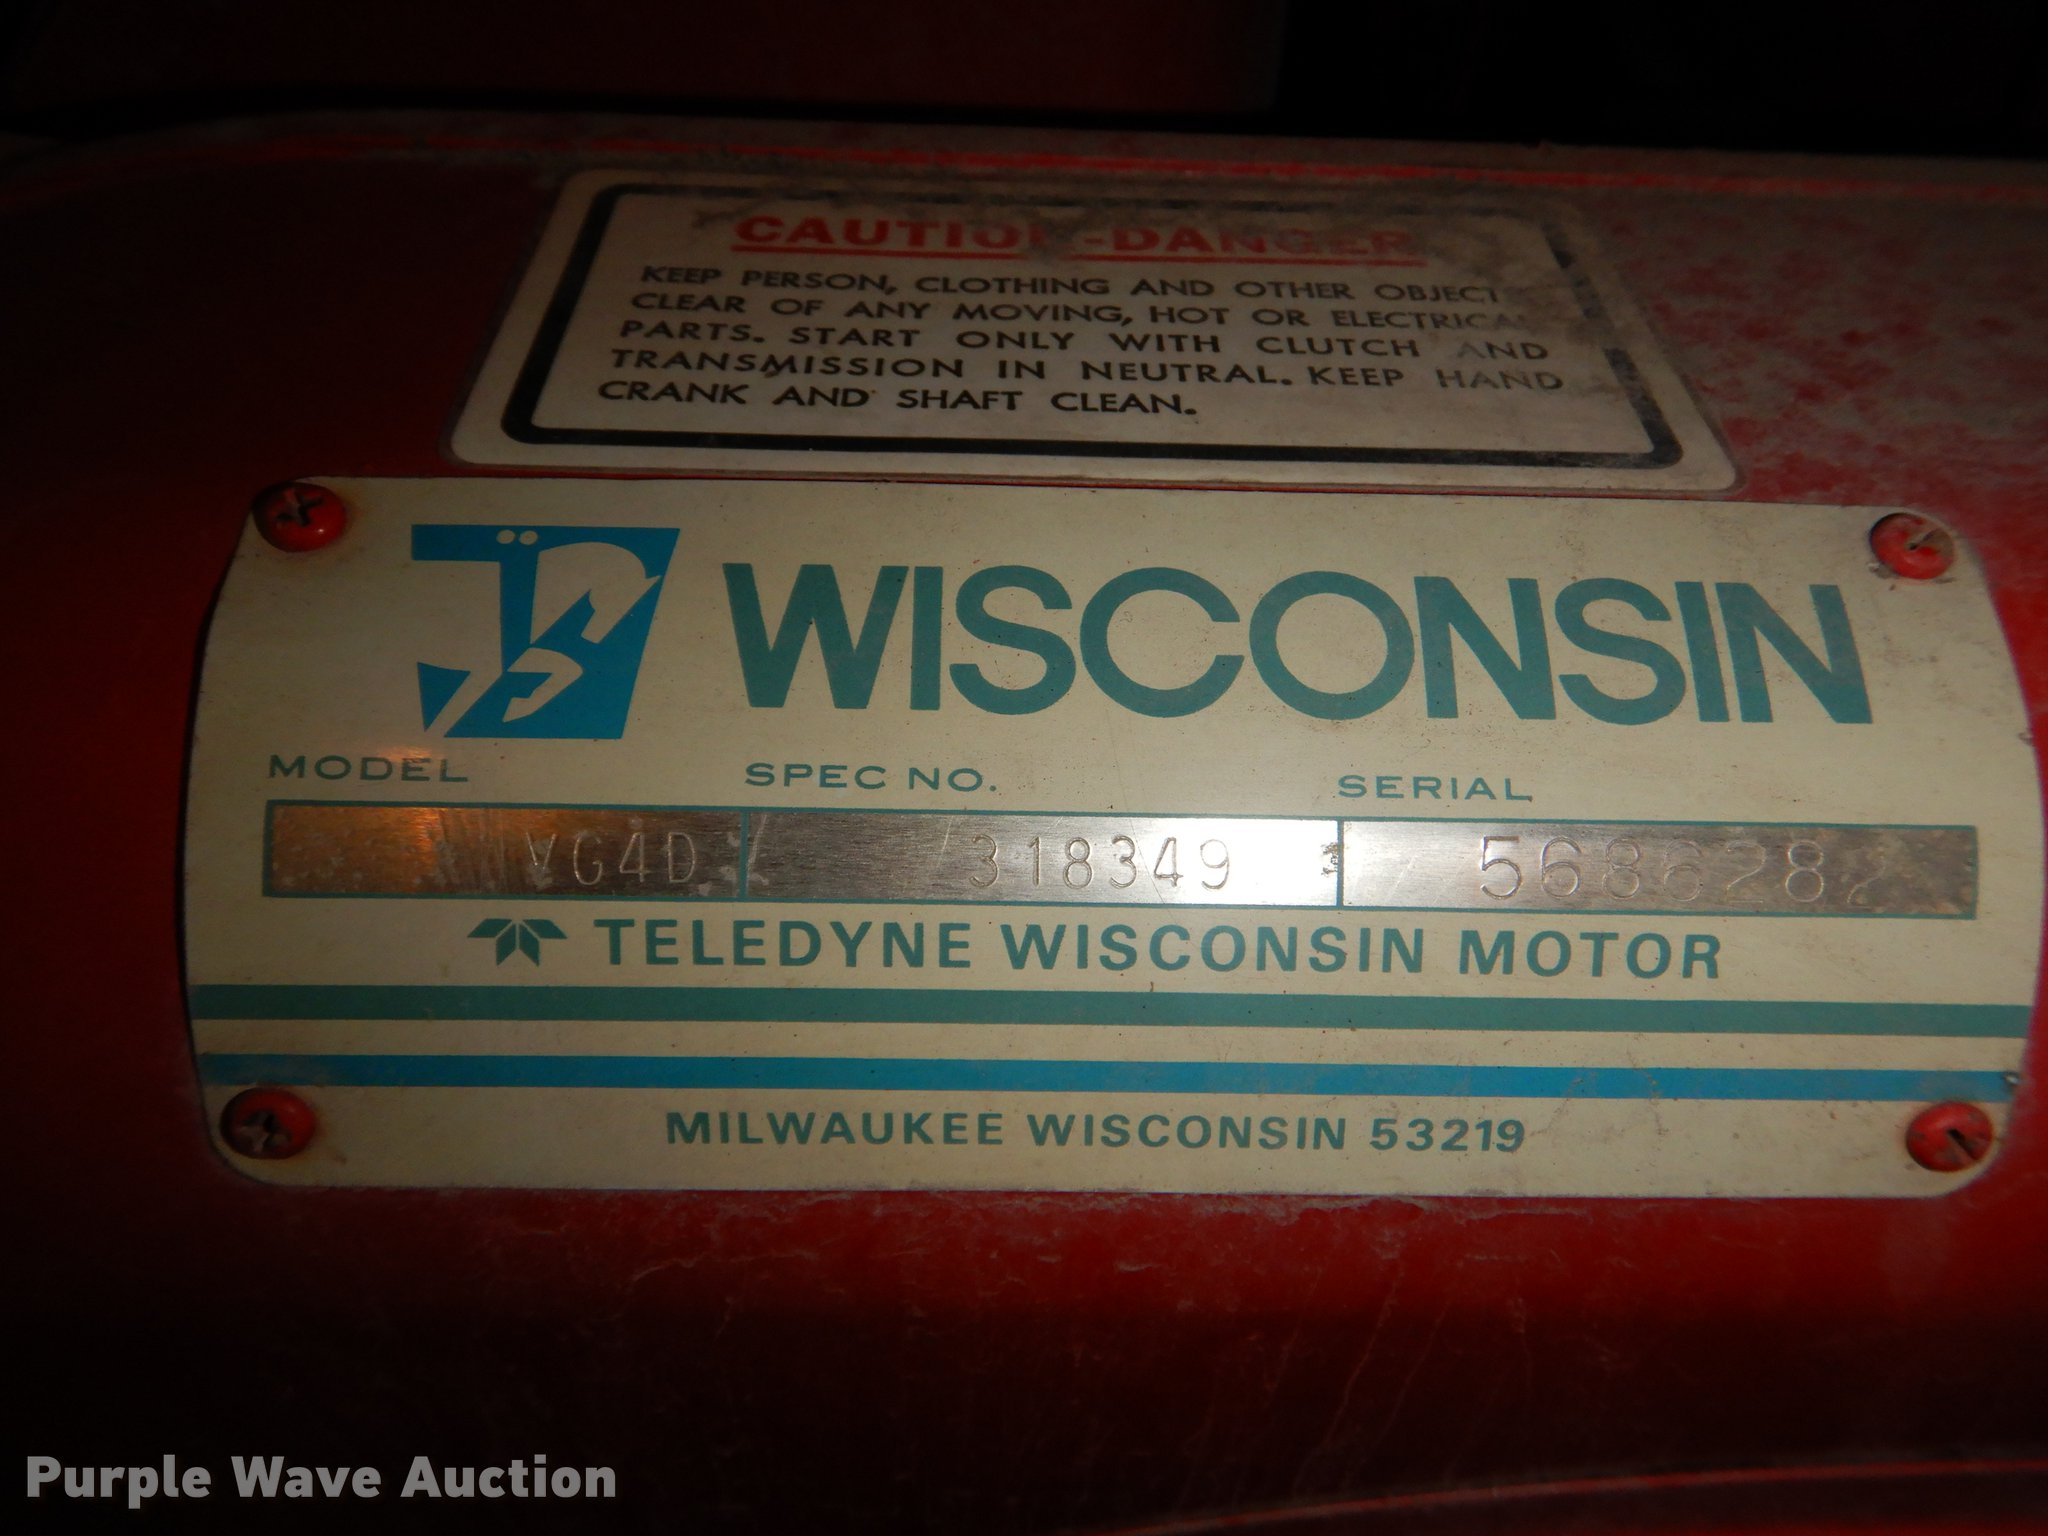 CAUTION-DANGER
KEEP PERSON, CLOTHING AND OTHER OBJECT
CLEAR OF ANY MOVING, HOT OR ELECTRICAL
PARTS. START ONLY WITH CLUTCH AND
TRANSMISSION IN NEUTRAL. KEEP HAND
CRANK AND SHAFT CLEAN.
WISCONSIN
MODEL SPEC NO. SERIAL
VG4D 318349 5686282
TELEDYNE WISCONSIN MOTOR
MILWAUKEE WISCONSIN 53219
Purple Wave Auction